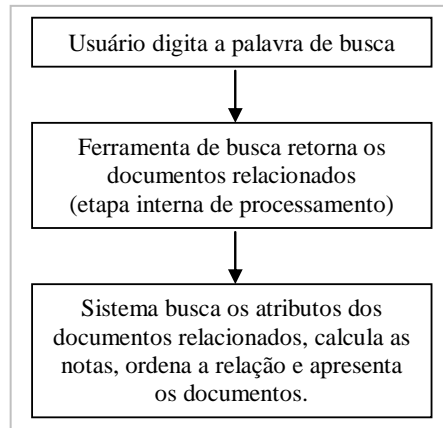 Usuário digita a palavra de busca
Ferramenta de busca retorna os
documentos relacionados
(etapa interna de processamento)
Sistema busca os atributos dos
documentos relacionados, calcula as
notas, ordena a relação e apresenta
os documentos.